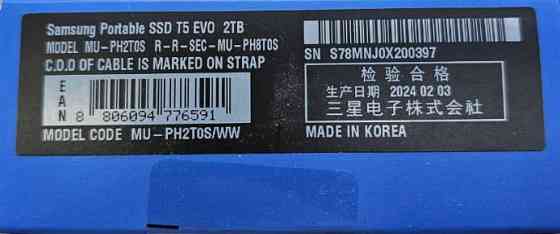 Samsung Portable SSD T5 EVO 2TB
MODEL MU-PH2T0S R-R-SEC-MU-PH8T0S
C.O.O OF CABLE IS MARKED ON STRAP
EAN
8 806094 776591
MODEL CODE MU-PH2T0S/WW
SN S78MNJ0X200397
检验合格
生产日期 2024 02 03
三星电子株式会社
MADE IN KOREA